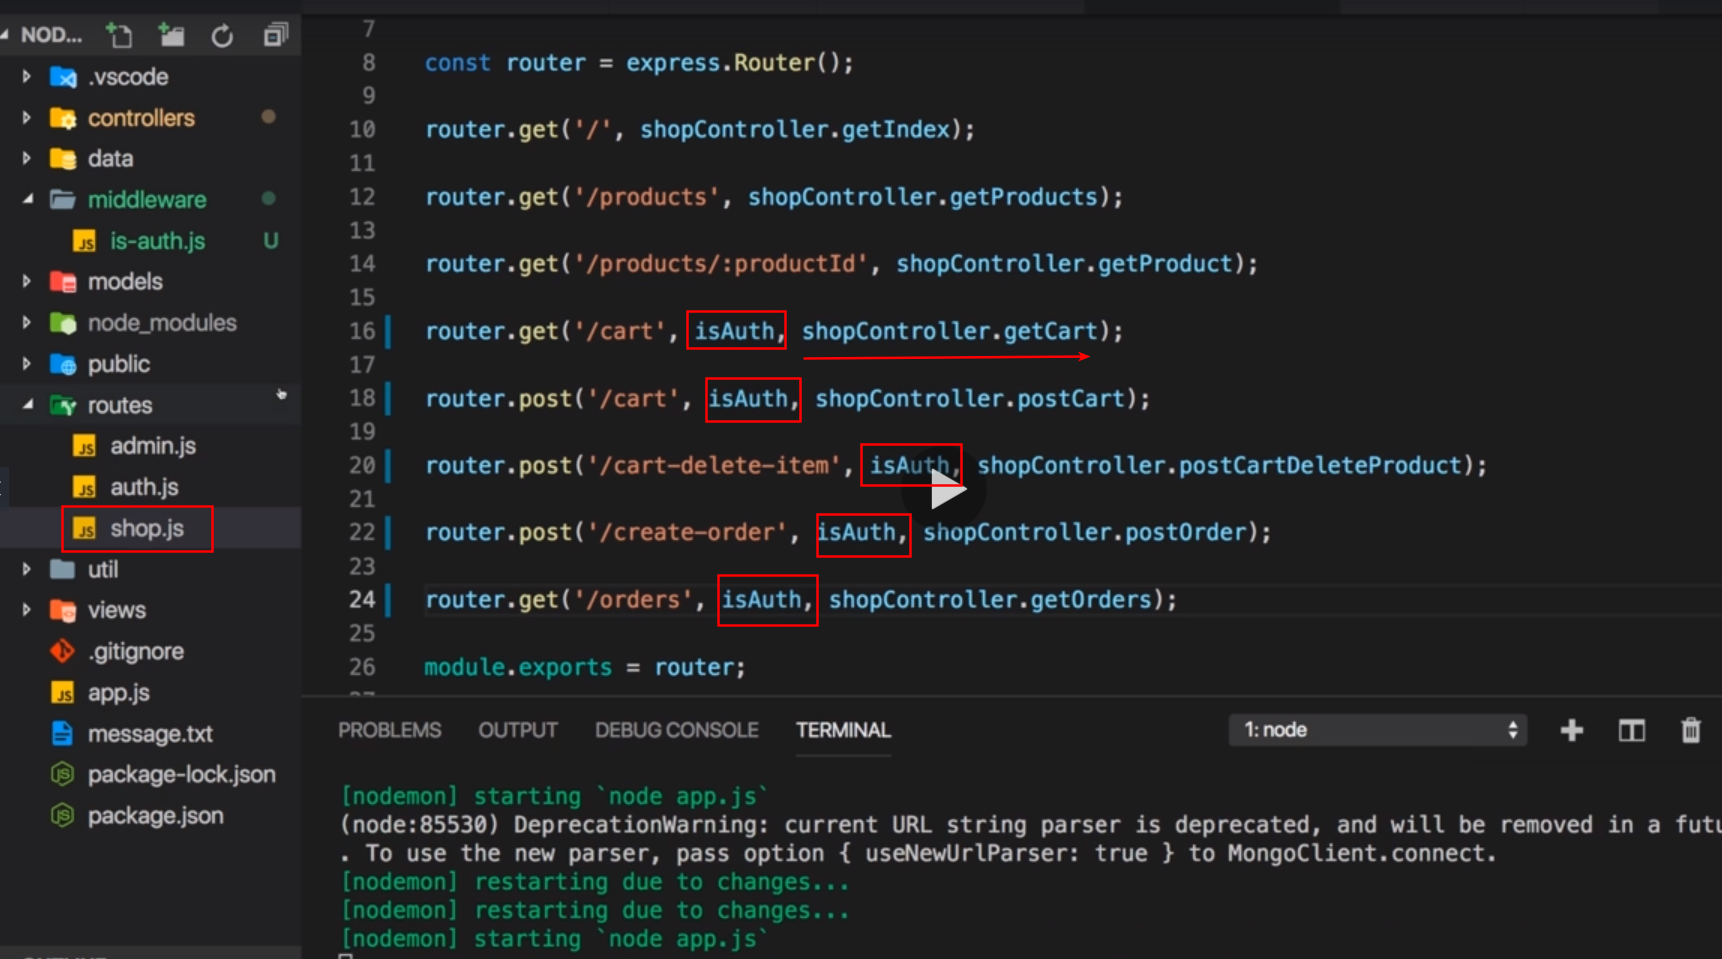 NOD...
.vscode
controllers
data
middleware
is-auth.js U
models
node_modules
public
routes
admin.js
auth.js
shop.js
util
views
.gitignore
app.js
message.txt
package-lock.json
package.json
7
8 const router = express.Router();
9
10 router.get('/', shopController.getIndex);
11
12 router.get('/products', shopController.getProducts);
13
14 router.get('/products/:productId', shopController.getProduct);
15
16 router.get('/cart', isAuth, shopController.getCart);
17
18 router.post('/cart', isAuth, shopController.postCart);
19
20 router.post('/cart-delete-item', isAuth, shopController.postCartDeleteProduct);
21
22 router.post('/create-order', isAuth, shopController.postOrder);
23
24 router.get('/orders', isAuth, shopController.getOrders);
25
26 module.exports = router;
PROBLEMS OUTPUT DEBUG CONSOLE TERMINAL 1: node
[nodemon] starting `node app.js`
(node:85530) DeprecationWarning: current URL string parser is deprecated, and will be removed in a futu
. To use the new parser, pass option { useNewUrlParser: true } to MongoClient.connect.
[nodemon] restarting due to changes...
[nodemon] restarting due to changes...
[nodemon] starting `node app.js`